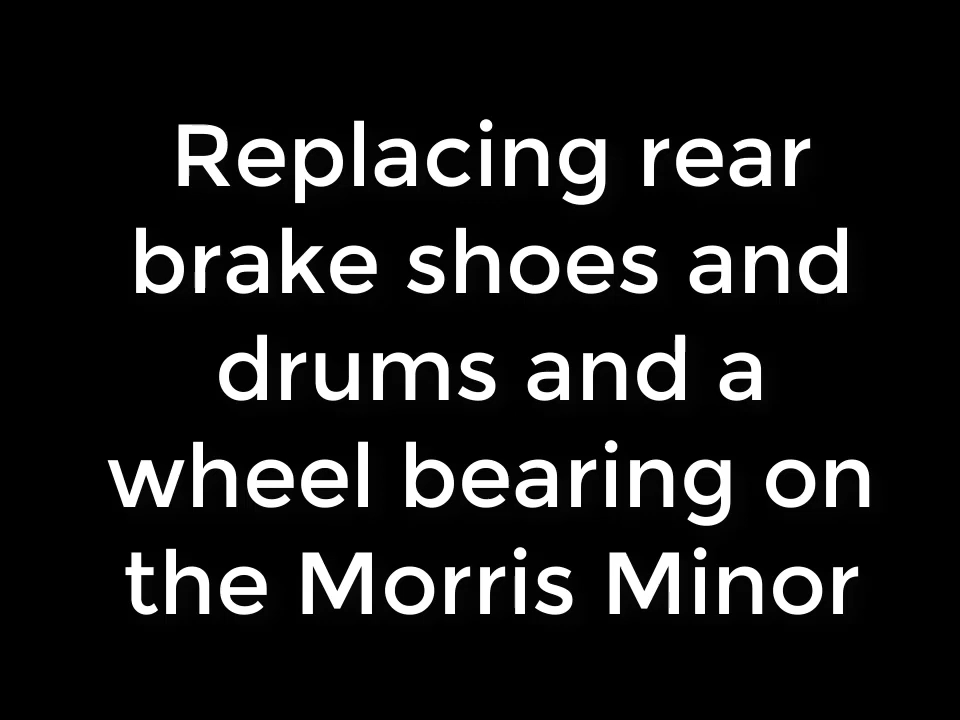 Replacing rear
brake shoes and
drums and a
wheel bearing on
the Morris Minor